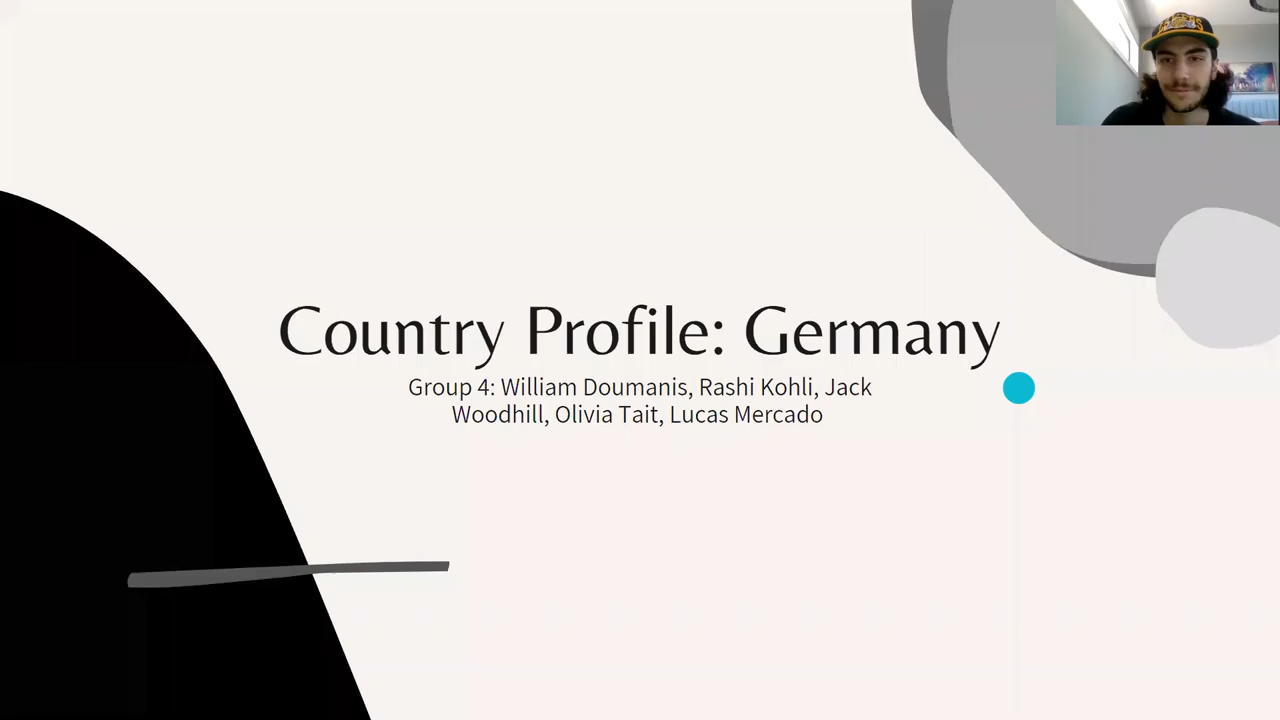 Country Profile: Germany
Group 4: William Doumanis, Rashi Kohli, Jack
Woodhill, Olivia Tait, Lucas Mercado